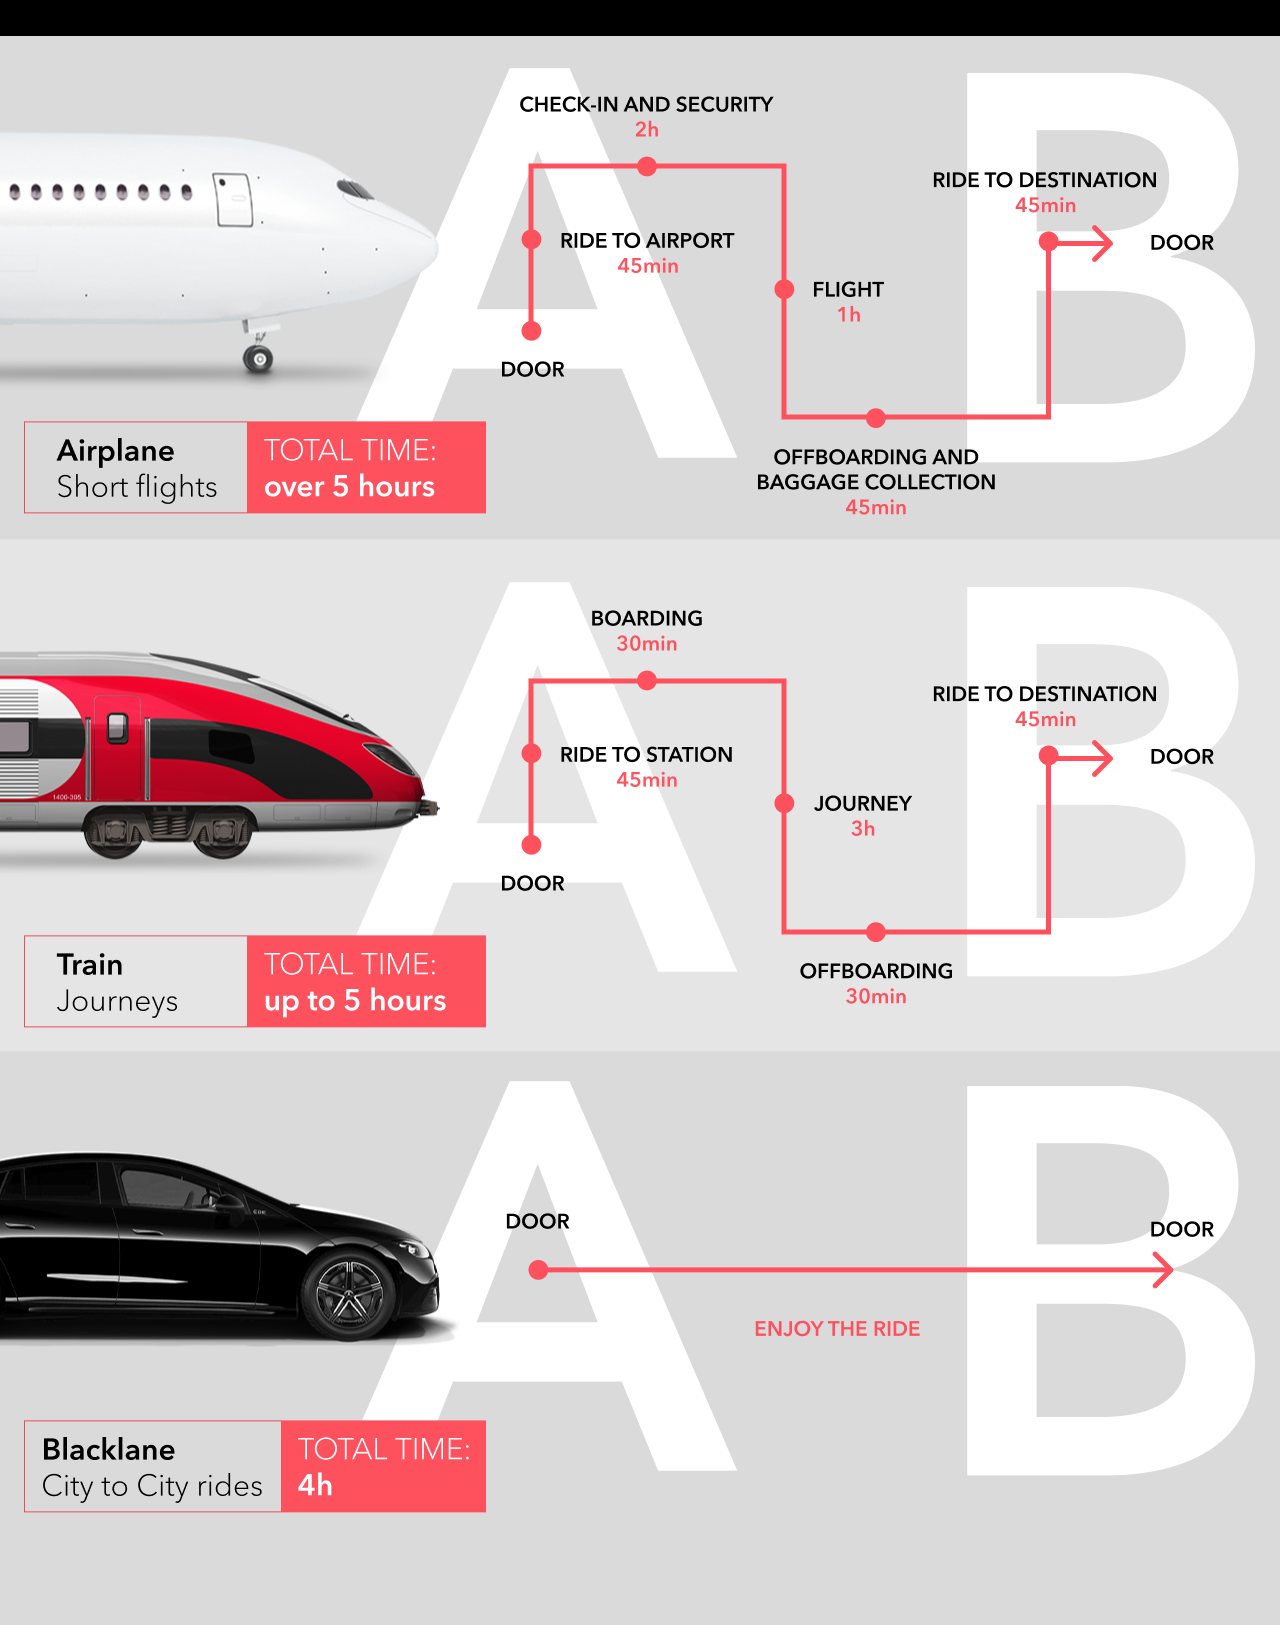 A
B
CHECK-IN AND SECURITY
2h
RIDE TO DESTINATION
45min
DOOR
RIDE TO AIRPORT
45min
FLIGHT
1h
DOOR
OFFBOARDING AND
BAGGAGE COLLECTION
45min
Airplane
Short flights
TOTAL TIME:
over 5 hours
A
B
BOARDING
30min
RIDE TO DESTINATION
45min
DOOR
RIDE TO STATION
45min
JOURNEY
3h
1400-305
DOOR
OFFBOARDING
30min
Train
Journeys
TOTAL TIME:
up to 5 hours
A
B
DOOR
DOOR
ENJOY THE RIDE
Blacklane
City to City rides
TOTAL TIME:
4h